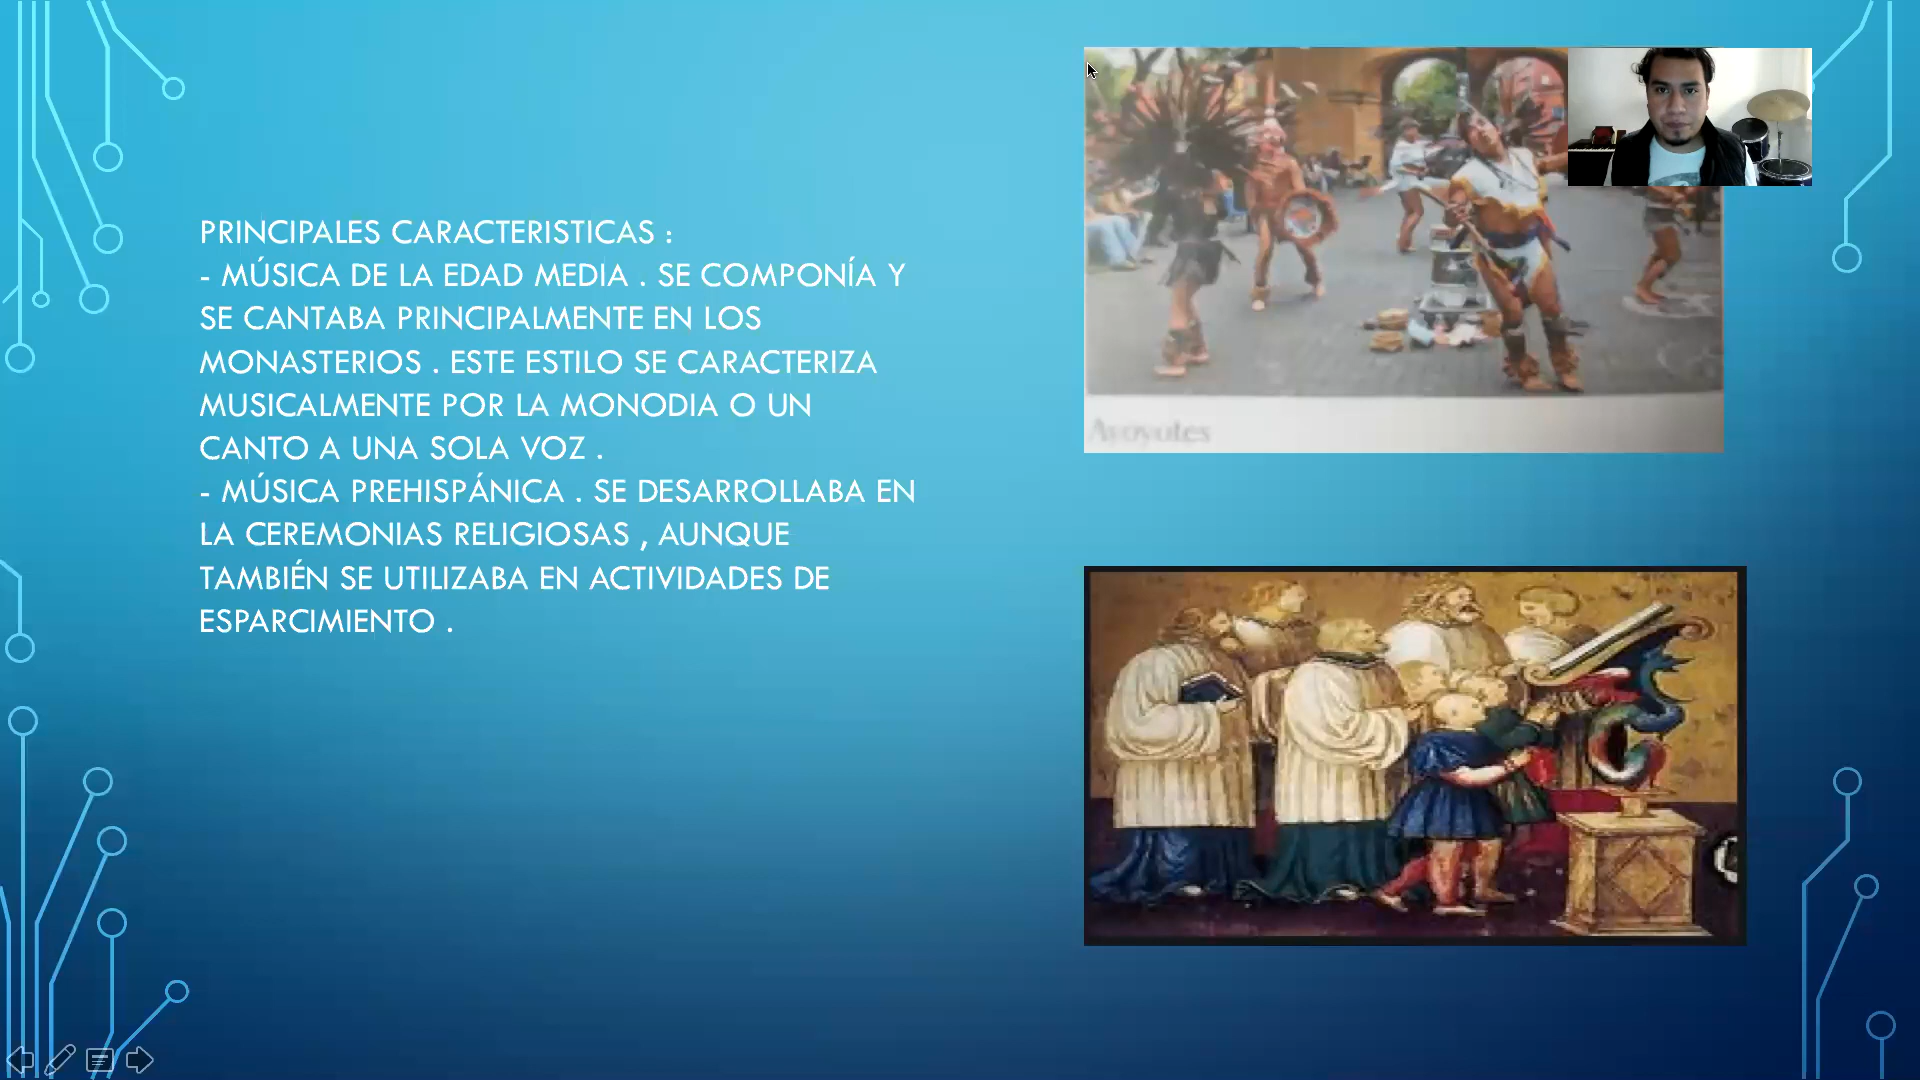 PRINCIPALES CARACTERISTICAS :
- MÚSICA DE LA EDAD MEDIA . SE COMPONÍA Y
SE CANTABA PRINCIPALMENTE EN LOS
MONASTERIOS . ESTE ESTILO SE CARACTERIZA
MUSICALMENTE POR LA MONODIA O UN
CANTO A UNA SOLA VOZ .
- MÚSICA PREHISPÁNICA . SE DESARROLLABA EN
LA CEREMONIAS RELIGIOSAS , AUNQUE
TAMBIÉN SE UTILIZABA EN ACTIVIDADES DE
ESPARCIMIENTO .
Ayoyotes